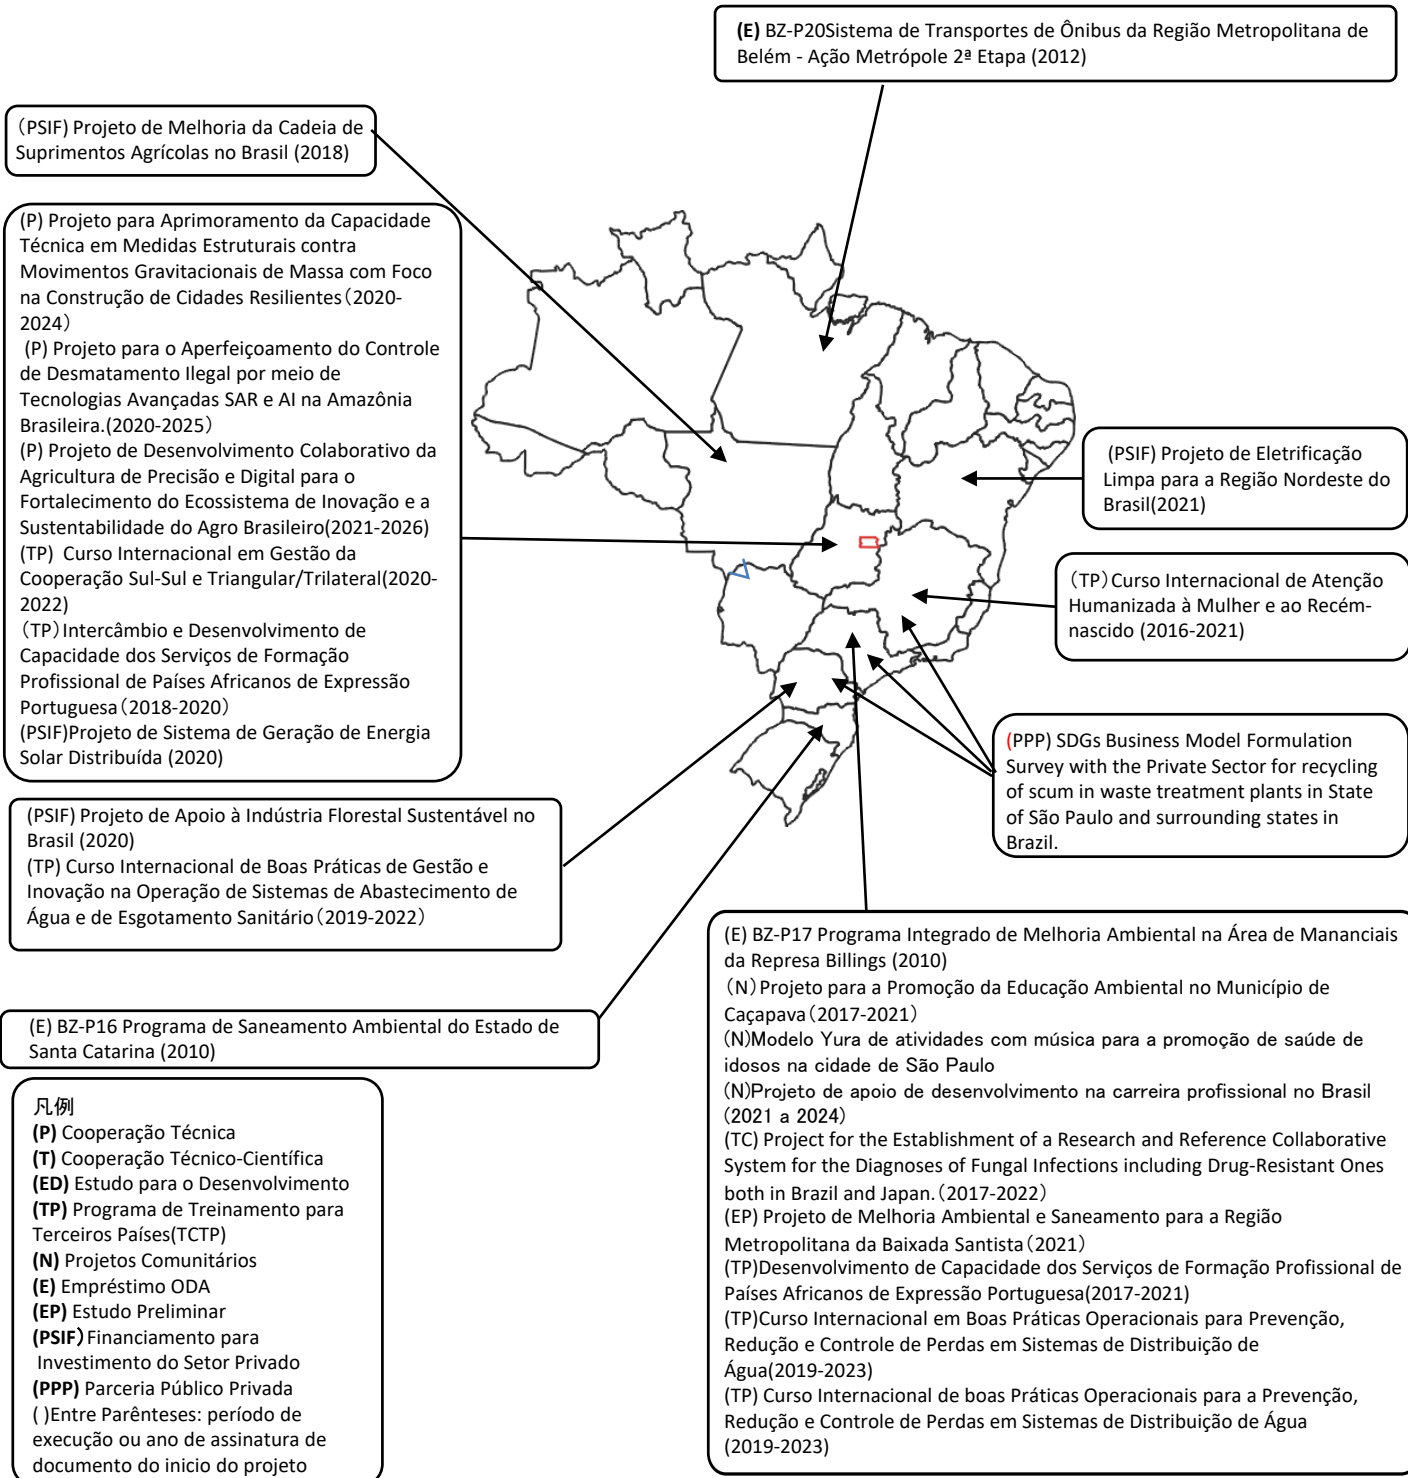 (E) BZ-P20Sistema de Transportes de Ônibus da Região Metropolitana de
Belém - Ação Metrópole 2ª Etapa (2012)
(PSIF) Projeto de Melhoria da Cadeia de
Suprimentos Agrícolas no Brasil (2018)
(P) Projeto para Aprimoramento da Capacidade
Técnica em Medidas Estruturais contra
Movimentos Gravitacionais de Massa com Foco
na Construção de Cidades Resilientes（2020-
2024）
(P) Projeto para o Aperfeiçoamento do Controle
de Desmatamento Ilegal por meio de
Tecnologias Avançadas SAR e AI na Amazônia
Brasileira.(2020-2025）
(P) Projeto de Desenvolvimento Colaborativo da
Agricultura de Precisão e Digital para o
Fortalecimento do Ecossistema de Inovação e a
Sustentabilidade do Agro Brasileiro(2021-2026)
(TP) Curso Internacional em Gestão da
Cooperação Sul-Sul e Triangular/Trilateral(2020-
2022)
（TP）Intercâmbio e Desenvolvimento de
Capacidade dos Serviços de Formação
Profissional de Países Africanos de Expressão
Portuguesa（2018-2020）
(PSIF)Projeto de Sistema de Geração de Energia
Solar Distribuída (2020)
(PSIF) Projeto de Eletrificação
Limpa para a Região Nordeste do
Brasil(2021)
（TP）Curso Internacional de Atenção
Humanizada à Mulher e ao Recém-
nascido (2016-2021)
(PPP) SDGs Business Model Formulation
Survey with the Private Sector for recycling
of scum in waste treatment plants in State
of São Paulo and surrounding states in
Brazil.
(PSIF) Projeto de Apoio à Indústria Florestal Sustentável no
Brasil (2020)
(TP) Curso Internacional de Boas Práticas de Gestão e
Inovação na Operação de Sistemas de Abastecimento de
Água e de Esgotamento Sanitário（2019-2022）
(E) BZ-P16 Programa de Saneamento Ambiental do Estado de
Santa Catarina (2010)
(E) BZ-P17 Programa Integrado de Melhoria Ambiental na Área de Mananciais
da Represa Billings (2010)
（N）Projeto para a Promoção da Educação Ambiental no Município de
Caçapava（2017-2021）
(N)Modelo Yura de atividades com música para a promoção de saúde de
idosos na cidade de São Paulo
(N)Projeto de apoio de desenvolvimento na carreira profissional no Brasil
(2021 a 2024)
(TC) Project for the Establishment of a Research and Reference Collaborative
System for the Diagnoses of Fungal Infections including Drug-Resistant Ones
both in Brazil and Japan.（2017-2022）
(EP) Projeto de Melhoria Ambiental e Saneamento para a Região
Metropolitana da Baixada Santista（2021）
(TP)Desenvolvimento de Capacidade dos Serviços de Formação Profissional de
Países Africanos de Expressão Portuguesa(2017-2021)
(TP)Curso Internacional em Boas Práticas Operacionais para Prevenção,
Redução e Controle de Perdas em Sistemas de Distribuição de
Água(2019-2023)
(TP) Curso Internacional de boas Práticas Operacionais para a Prevenção,
Redução e Controle de Perdas em Sistemas de Distribuição de Água
(2019-2023)
凡例
(P) Cooperação Técnica
(T) Cooperação Técnico-Científica
(ED) Estudo para o Desenvolvimento
(TP) Programa de Treinamento para
Terceiros Países(TCTP)
(N) Projetos Comunitários
(E) Empréstimo ODA
(EP) Estudo Preliminar
(PSIF）Financiamento para
Investimento do Setor Privado
(PPP) Parceria Público Privada
( )Entre Parênteses: período de
execução ou ano de assinatura de
documento do inicio do projeto